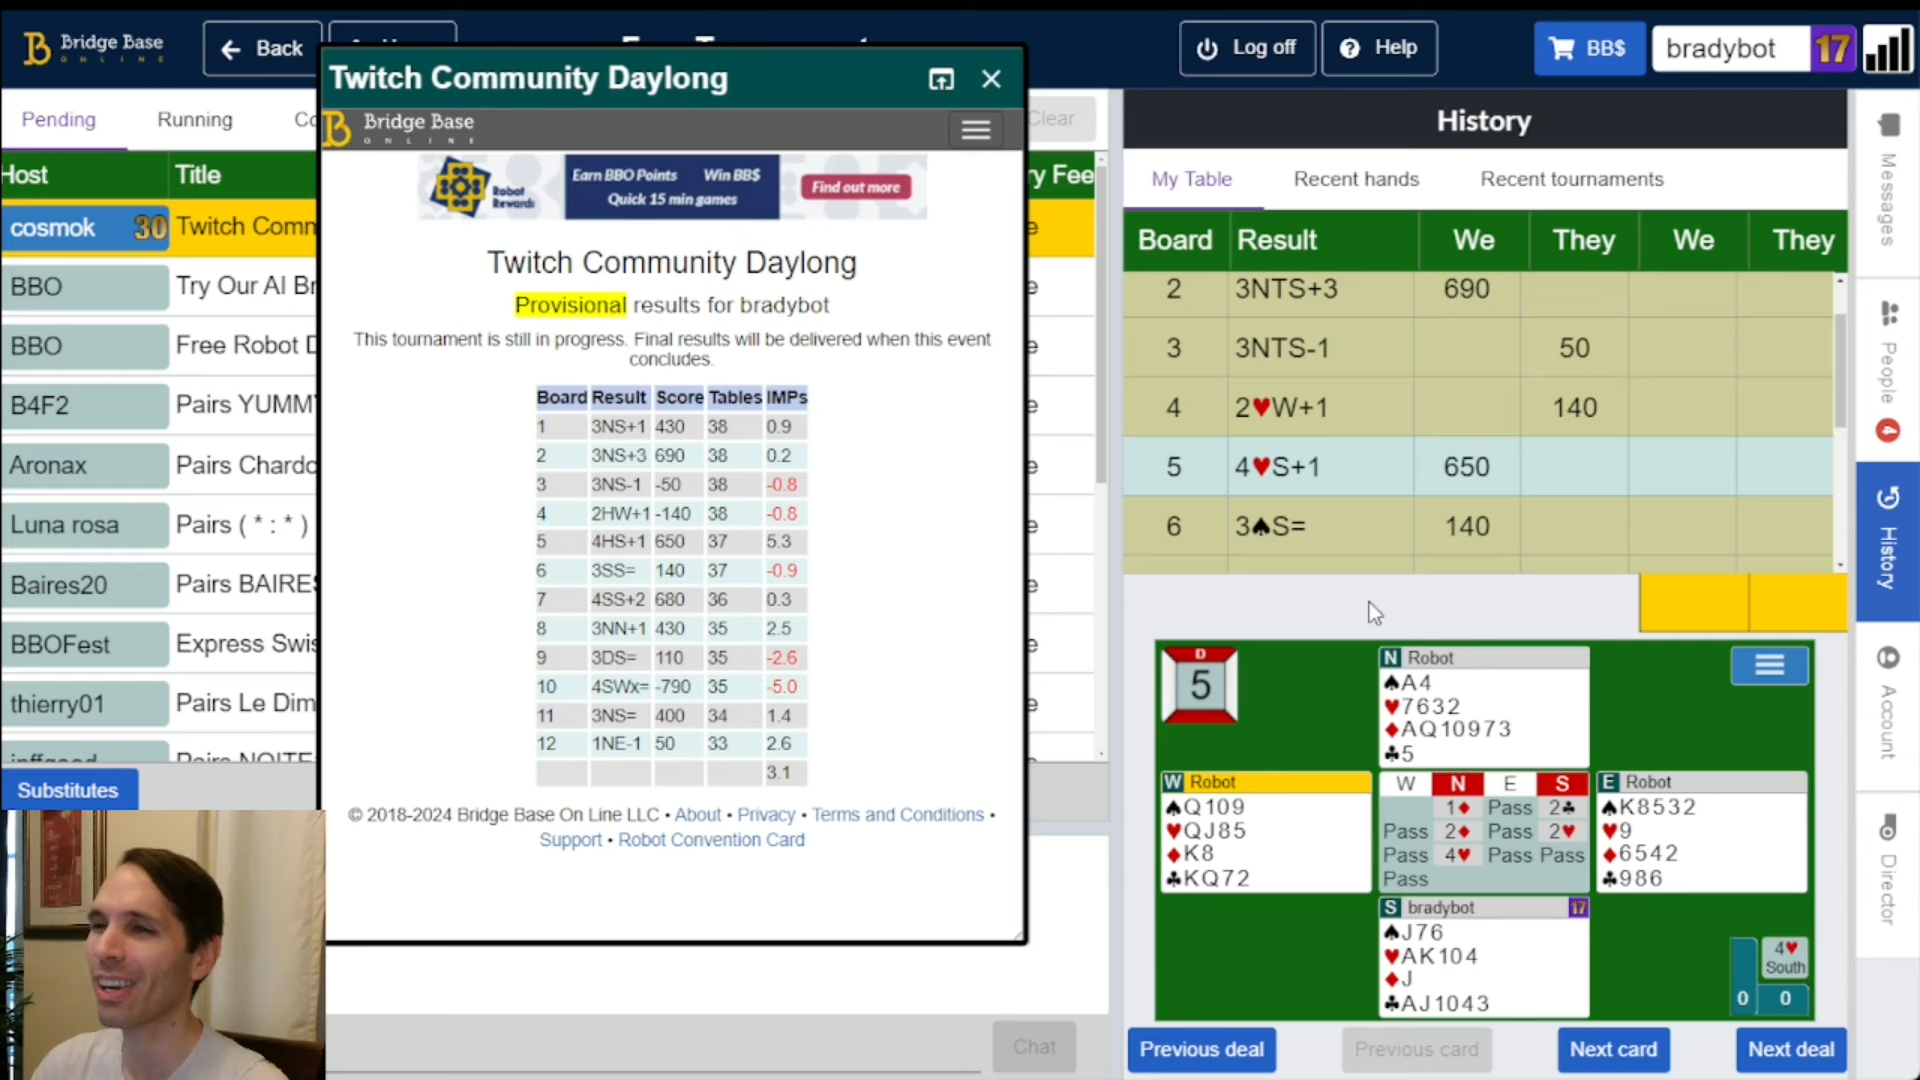 Bridge Base
ONLINE
Back
Log off
Help
BB$
bradybot 17
Twitch Community Daylong
Pending
Running
Clear
Bridge Base
ONLINE
Robot
Rewards
Earn BBO Points Win BB$
Quick 15 min games
Find out more
Host Title
ry Fee
cosmok 30 Twitch Comm
BBO Try Our AI Br
BBO Free Robot D
B4F2 Pairs YUMMY
Aronax Pairs Chardo
Luna rosa Pairs ( * : * )
Baires20 Pairs BAIRES
BBOFest Express Swis
thierry01 Pairs Le Dim
Substitutes
Twitch Community Daylong
Provisional results for bradybot
This tournament is still in progress. Final results will be delivered when this event
concludes.
Board Result Score Tables IMPs
1 3NS+1 430 38 0.9
2 3NS+3 690 38 0.2
3 3NS-1 -50 38 -0.8
4 2HW+1 -140 38 -0.8
5 4HS+1 650 37 5.3
6 3SS= 140 37 -0.9
7 4SS+2 680 36 0.3
8 3NN+1 430 35 2.5
9 3DS= 110 35 -2.6
10 4SWx= -790 35 -5.0
11 3NS= 400 34 1.4
12 1NE-1 50 33 2.6
3.1
© 2018-2024 Bridge Base On Line LLC • About • Privacy • Terms and Conditions •
Support • Robot Convention Card
Chat
History
My Table Recent hands Recent tournaments
Board Result We They We They
2 3NTS+3 690
3 3NTS-1 50
4 2♥W+1 140
5 4♥S+1 650
6 3♠S= 140
D
5
N Robot
♠A4
♥7632
♦AQ10973
♣5
W Robot
♠Q109
♥QJ85
♦K8
♣KQ72
W N E S
1♦ Pass 2♣
Pass 2♦ Pass 2♥
Pass 4♥ Pass Pass
Pass
E Robot
♠K8532
♥9
♦6542
♣986
S bradybot 17
♠J76
♥AK104
♦J
♣AJ1043
4♥
South
0 0
Previous deal
Previous card
Next card
Next deal
Messages
People
4
History
Account
Director